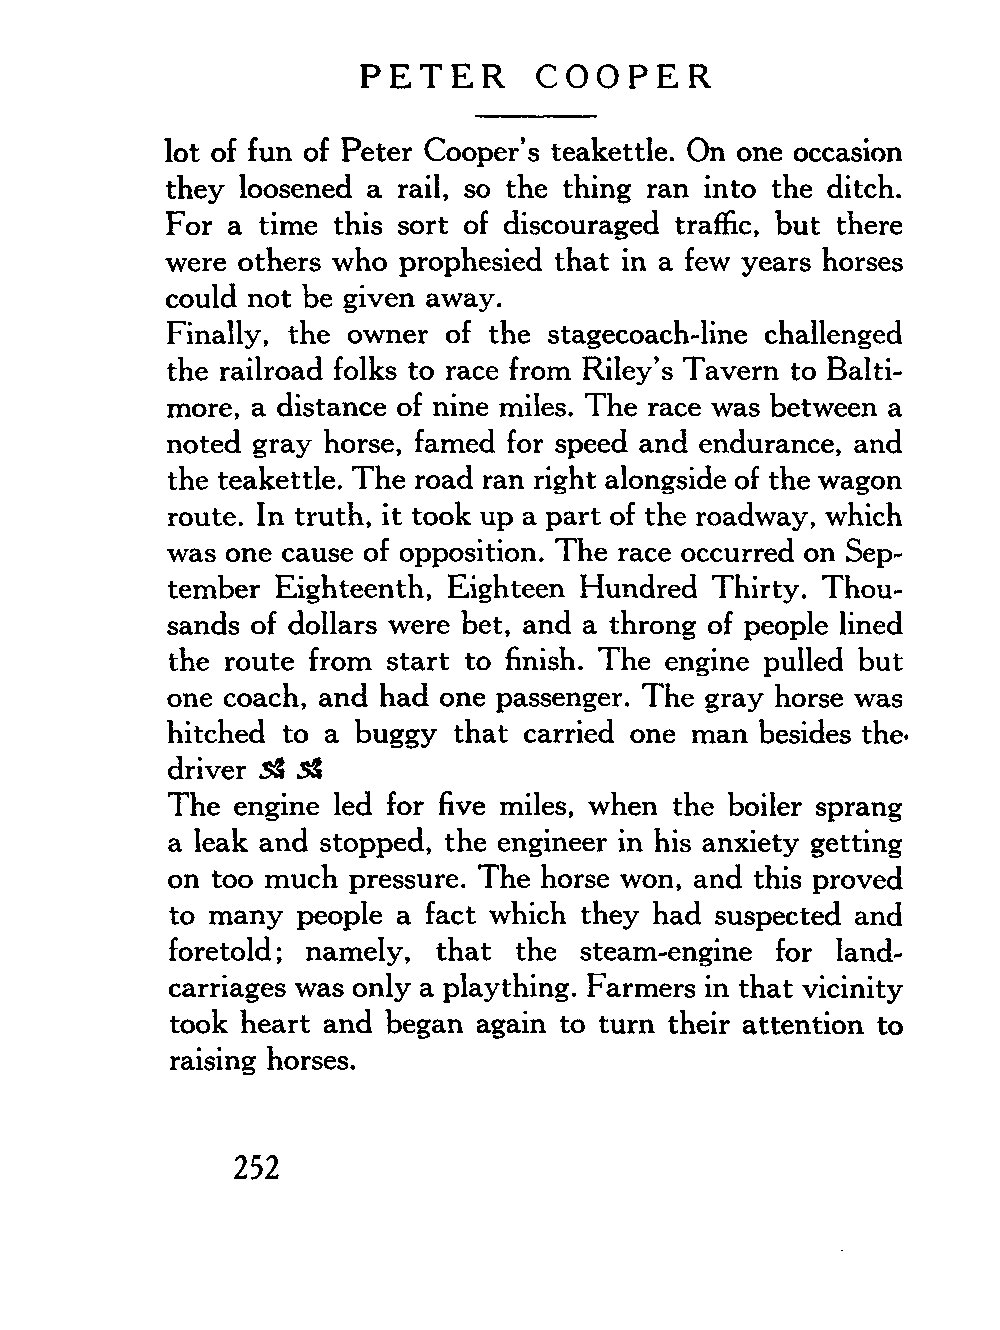 PETER COOPER
lot of fun of Peter Cooper's teakettle. On one occasion
they loosened a rail, so the thing ran into the ditch.
For a time this sort of discouraged traffic, but there
were others who prophesied that in a few years horses
could not be given away.
Finally, the owner of the stagecoach-line challenged
the railroad folks to race from Riley's Tavern to Balti-
more, a distance of nine miles. The race was between a
noted gray horse, famed for speed and endurance, and
the teakettle. The road ran right alongside of the wagon
route. In truth, it took up a part of the roadway, which
was one cause of opposition. The race occurred on Sep-
tember Eighteenth, Eighteen Hundred Thirty. Thou-
sands of dollars were bet, and a throng of people lined
the route from start to finish. The engine pulled but
one coach, and had one passenger. The gray horse was
hitched to a buggy that carried one man besides the
driver
The engine led for five miles, when the boiler sprang
a leak and stopped, the engineer in his anxiety getting
on too much pressure. The horse won, and this proved
to many people a fact which they had suspected and
foretold; namely, that the steam-engine for land-
carriages was only a plaything. Farmers in that vicinity
took heart and began again to turn their attention to
raising horses.
252